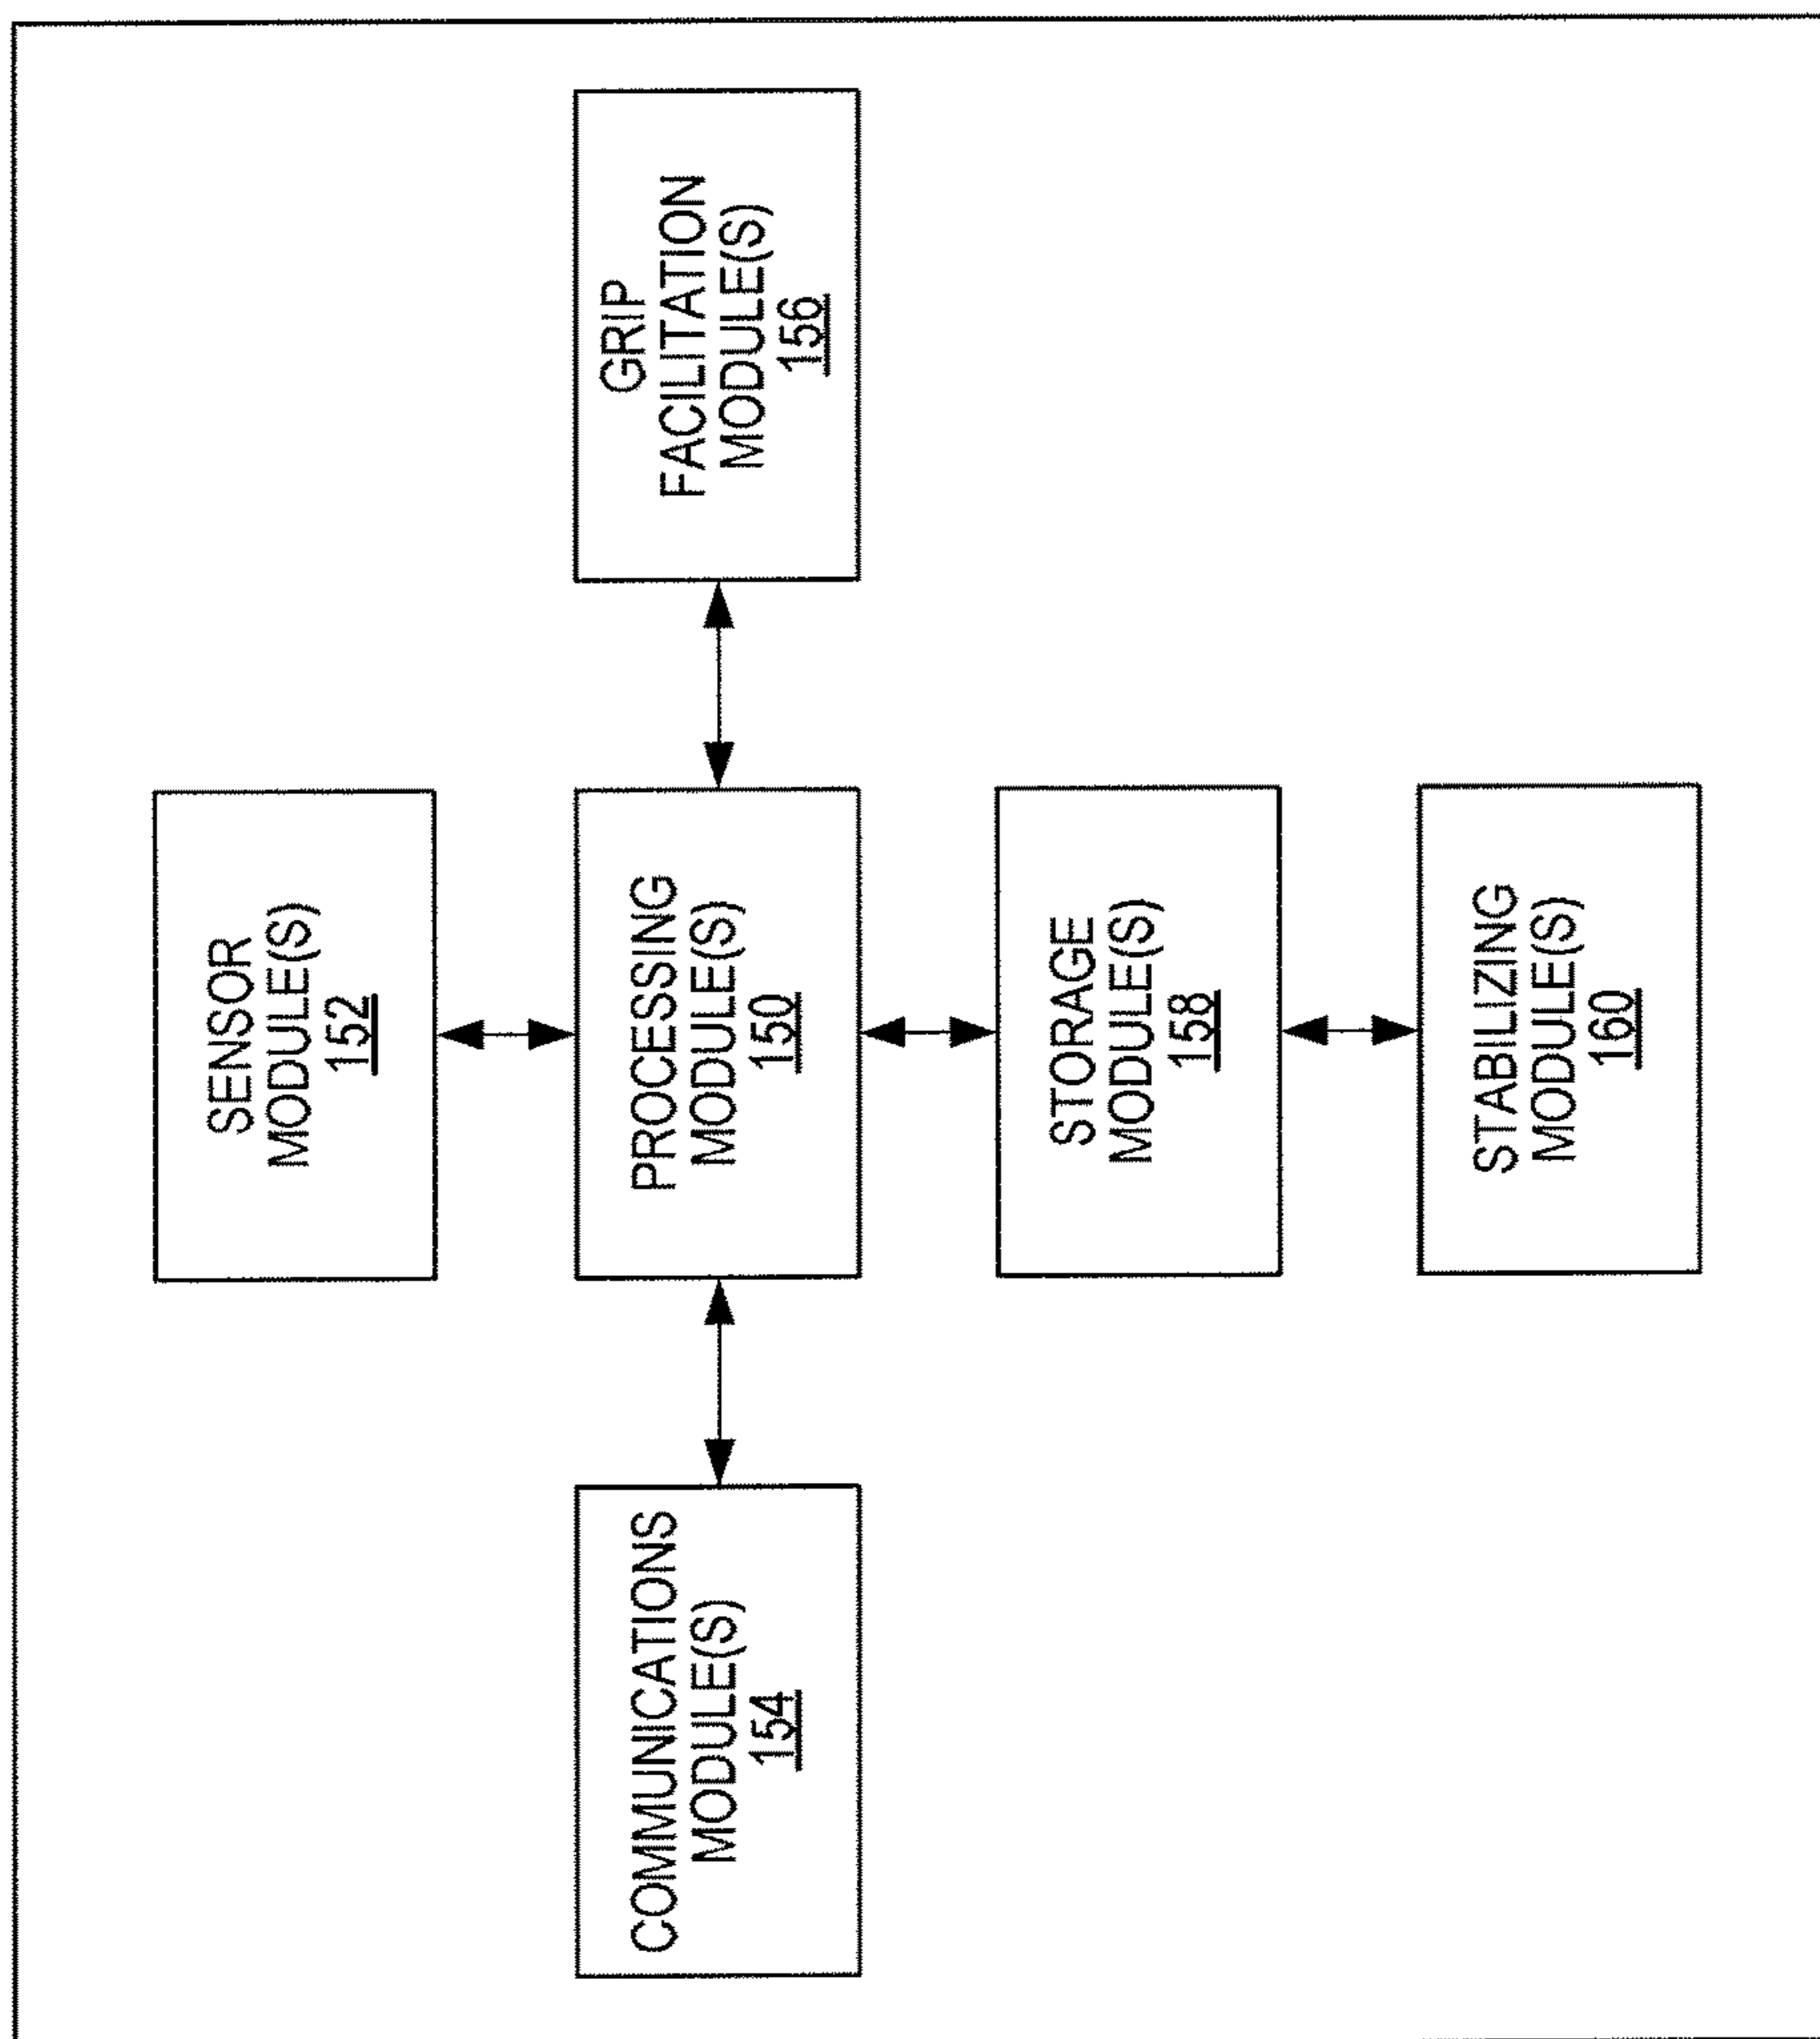 SENSOR
MODULE(S)
152
COMMUNICATIONS
MODULE(S)
154
PROCESSING
MODULE(S)
150
GRIP
FACILITATION
MODULE(S)
156
STORAGE
MODULE(S)
158
STABILIZING
MODULE(S)
160